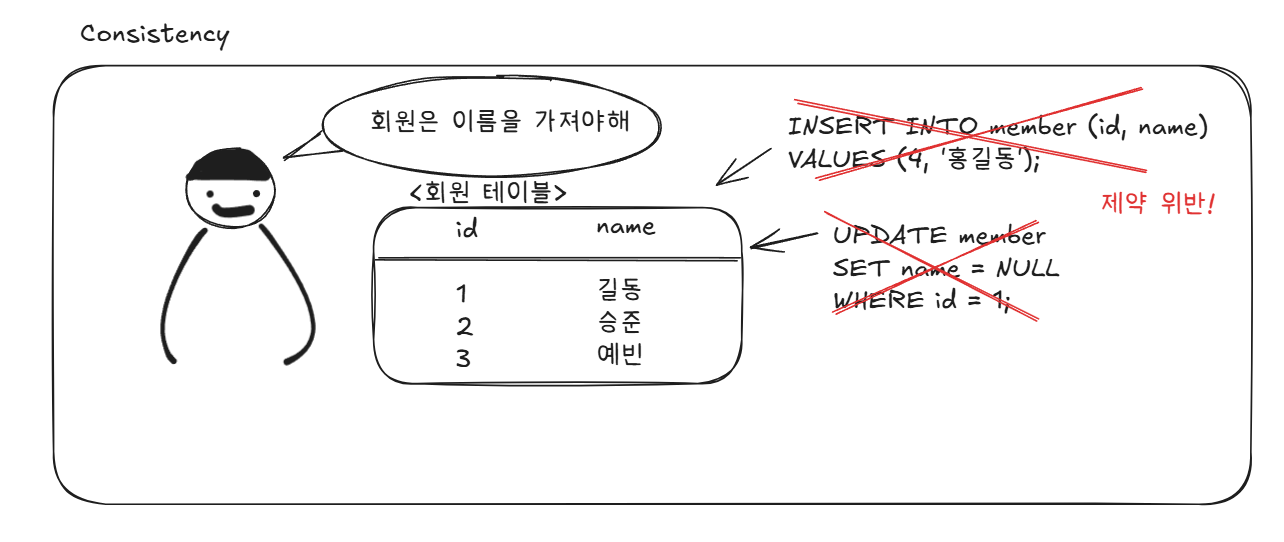 Consistency
회원은 이름을 가져야해
<회원 테이블>
id name
1 길동
2 승준
3 예빈
INSERT INTO member (id, name)
VALUES (4, '홍길동');
제약 위반!
UPDATE member
SET name = NULL
WHERE id = 1;